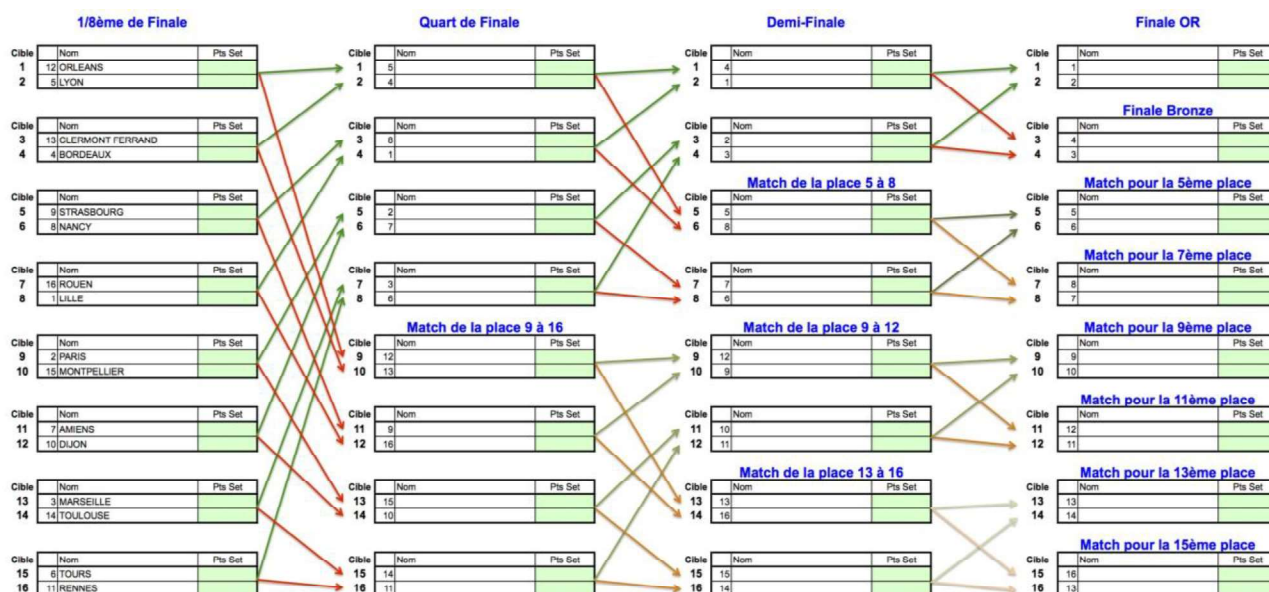 1/8ème de Finale Quart de Finale Demi-Finale Finale OR
Cible Nom Pts Set Cible Nom Pts Set Cible Nom Pts Set Cible Nom Pts Set
1 12 ORLEANS 1 5 1 4 1 1
2 5 LYON 2 4 2 1 2 2
Finale Bronze
Cible Nom Pts Set Cible Nom Pts Set Cible Nom Pts Set Cible Nom Pts Set
3 13 CLERMONT FERRAND 3 8 3 2 3 4
4 4 BORDEAUX 4 1 4 3 4 3
Match de la place 5 à 8 Match pour la 5ème place
Cible Nom Pts Set Cible Nom Pts Set Cible Nom Pts Set Cible Nom Pts Set
5 9 STRASBOURG 5 2 5 5 5 5
6 8 NANCY 6 7 6 8 6 6
Match pour la 7ème place
Cible Nom Pts Set Cible Nom Pts Set Cible Nom Pts Set Cible Nom Pts Set
7 16 ROUEN 7 3 7 7 7 8
8 1 LILLE 8 6 8 6 8 7
Match de la place 9 à 16 Match de la place 9 à 12 Match pour la 9ème place
Cible Nom Pts Set Cible Nom Pts Set Cible Nom Pts Set Cible Nom Pts Set
9 2 PARIS 9 12 9 12 9 9
10 15 MONTPELLIER 10 13 10 9 10 10
Match pour la 11ème place
Cible Nom Pts Set Cible Nom Pts Set Cible Nom Pts Set Cible Nom Pts Set
11 7 AMIENS 11 9 11 10 11 12
12 10 DIJON 12 16 12 11 12 11
Match de la place 13 à 16 Match pour la 13ème place
Cible Nom Pts Set Cible Nom Pts Set Cible Nom Pts Set Cible Nom Pts Set
13 3 MARSEILLE 13 15 13 13 13 13
14 14 TOULOUSE 14 10 14 16 14 14
Match pour la 15ème place
Cible Nom Pts Set Cible Nom Pts Set Cible Nom Pts Set Cible Nom Pts Set
15 6 TOURS 15 14 15 15 15 16
16 11 RENNES 16 11 16 14 16 13